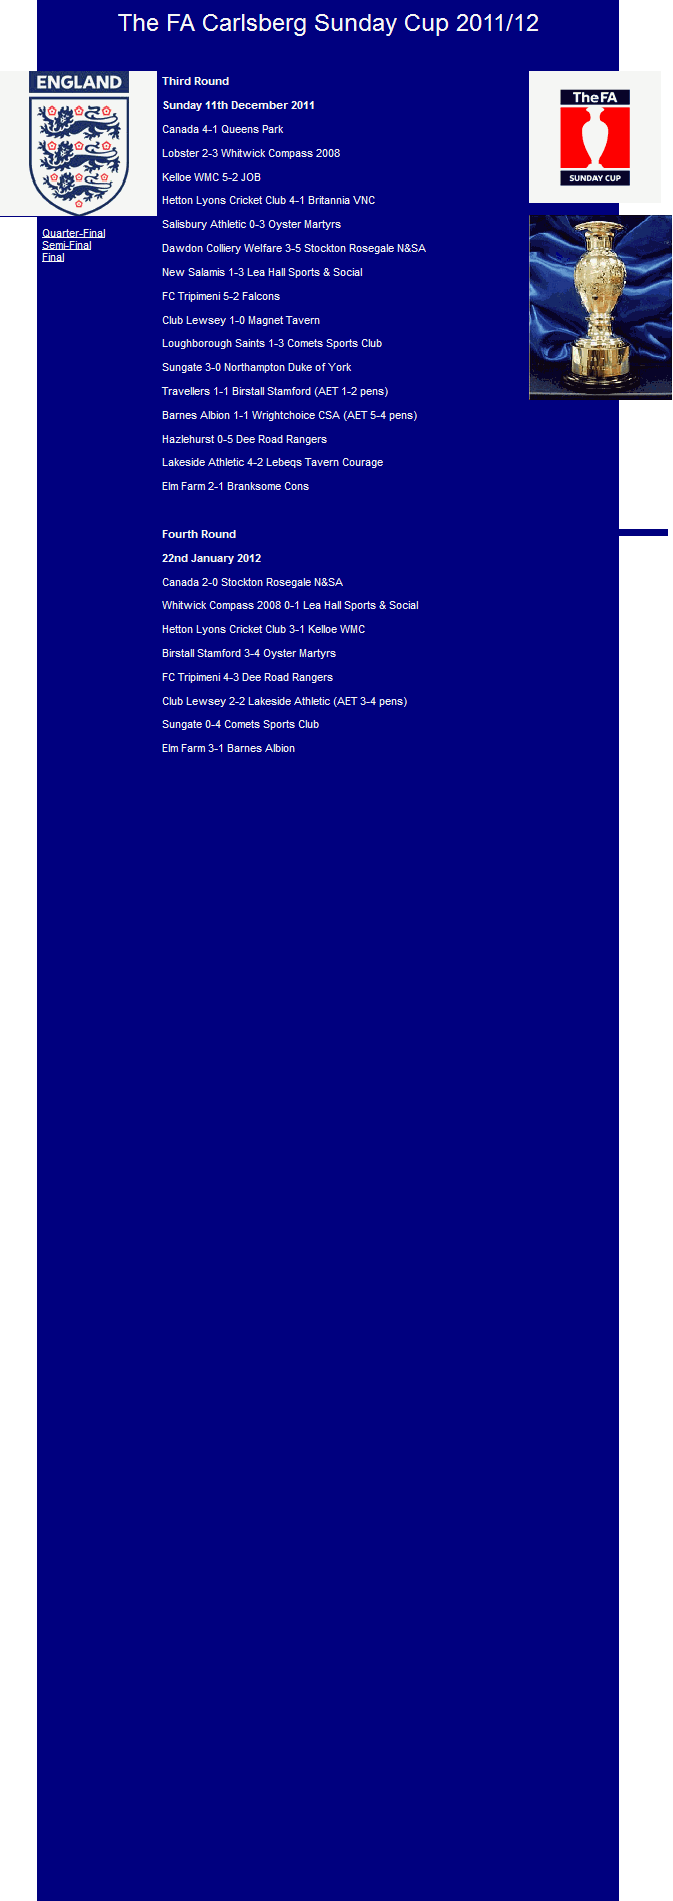 The FA Carlsberg Sunday Cup 2011/12
ENGLAND
Quarter-Final
Semi-Final
Final
Third Round
Sunday 11th December 2011
Canada 4-1 Queens Park
Lobster 2-3 Whitwick Compass 2008
Kelloe WMC 5-2 JOB
Hetton Lyons Cricket Club 4-1 Britannia VNC
Salisbury Athletic 0-3 Oyster Martyrs
Dawdon Colliery Welfare 3-5 Stockton Rosegale N&SA
New Salamis 1-3 Lea Hall Sports & Social
FC Tripimeni 5-2 Falcons
Club Lewsey 1-0 Magnet Tavern
Loughborough Saints 1-3 Comets Sports Club
Sungate 3-0 Northampton Duke of York
Travellers 1-1 Birstall Stamford (AET 1-2 pens)
Barnes Albion 1-1 Wrightchoice CSA (AET 5-4 pens)
Hazlehurst 0-5 Dee Road Rangers
Lakeside Athletic 4-2 Lebeqs Tavern Courage
Elm Farm 2-1 Branksome Cons
Fourth Round
22nd January 2012
Canada 2-0 Stockton Rosegale N&SA
Whitwick Compass 2008 0-1 Lea Hall Sports & Social
Hetton Lyons Cricket Club 3-1 Kelloe WMC
Birstall Stamford 3-4 Oyster Martyrs
FC Tripimeni 4-3 Dee Road Rangers
Club Lewsey 2-2 Lakeside Athletic (AET 3-4 pens)
Sungate 0-4 Comets Sports Club
Elm Farm 3-1 Barnes Albion
TheFA
SUNDAY CUP